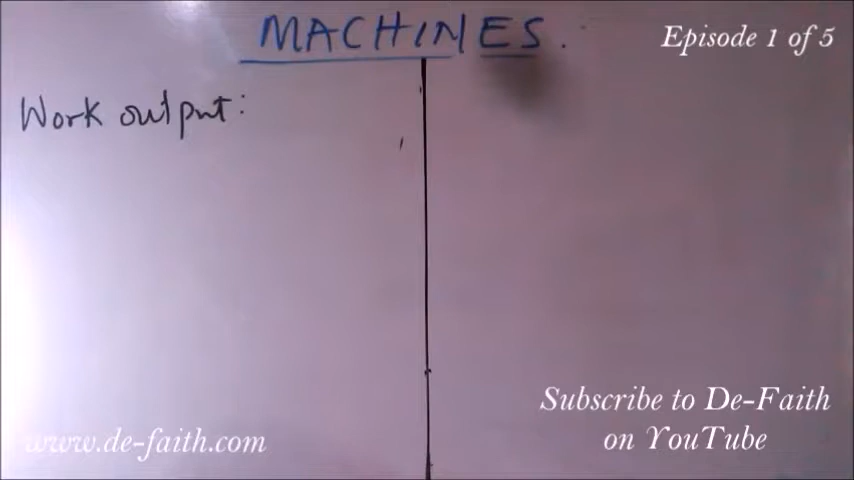 MACHINES.
Episode 1 of 5
Work output:
Subscribe to De-Faith
on YouTube
www.de-faith.com